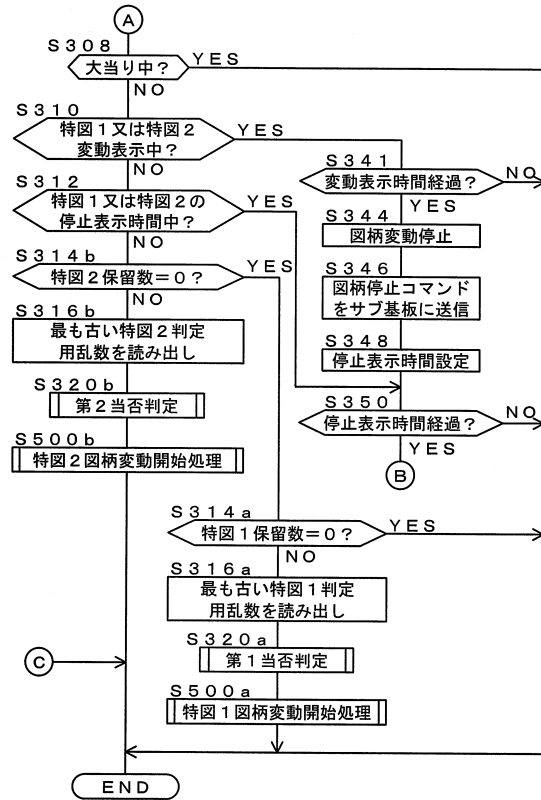 A
S308
大当り中？
YES
NO
S310
特図1又は特図2
変動表示中？
YES
NO
S312
特図1又は特図2の
停止表示時間中？
YES
NO
S314b
特図2保留数＝0？
YES
NO
S316b
最も古い特図2判定
用乱数を読み出し
S320b
第2当否判定
S500b
特図2図柄変動開始処理
S341
変動表示時間経過？
NO
YES
S344
図柄変動停止
S346
図柄停止コマンド
をサブ基板に送信
S348
停止表示時間設定
S350
停止表示時間経過？
NO
YES
B
S314a
特図1保留数＝0？
YES
NO
S316a
最も古い特図1判定
用乱数を読み出し
S320a
第1当否判定
S500a
特図1図柄変動開始処理
C
END